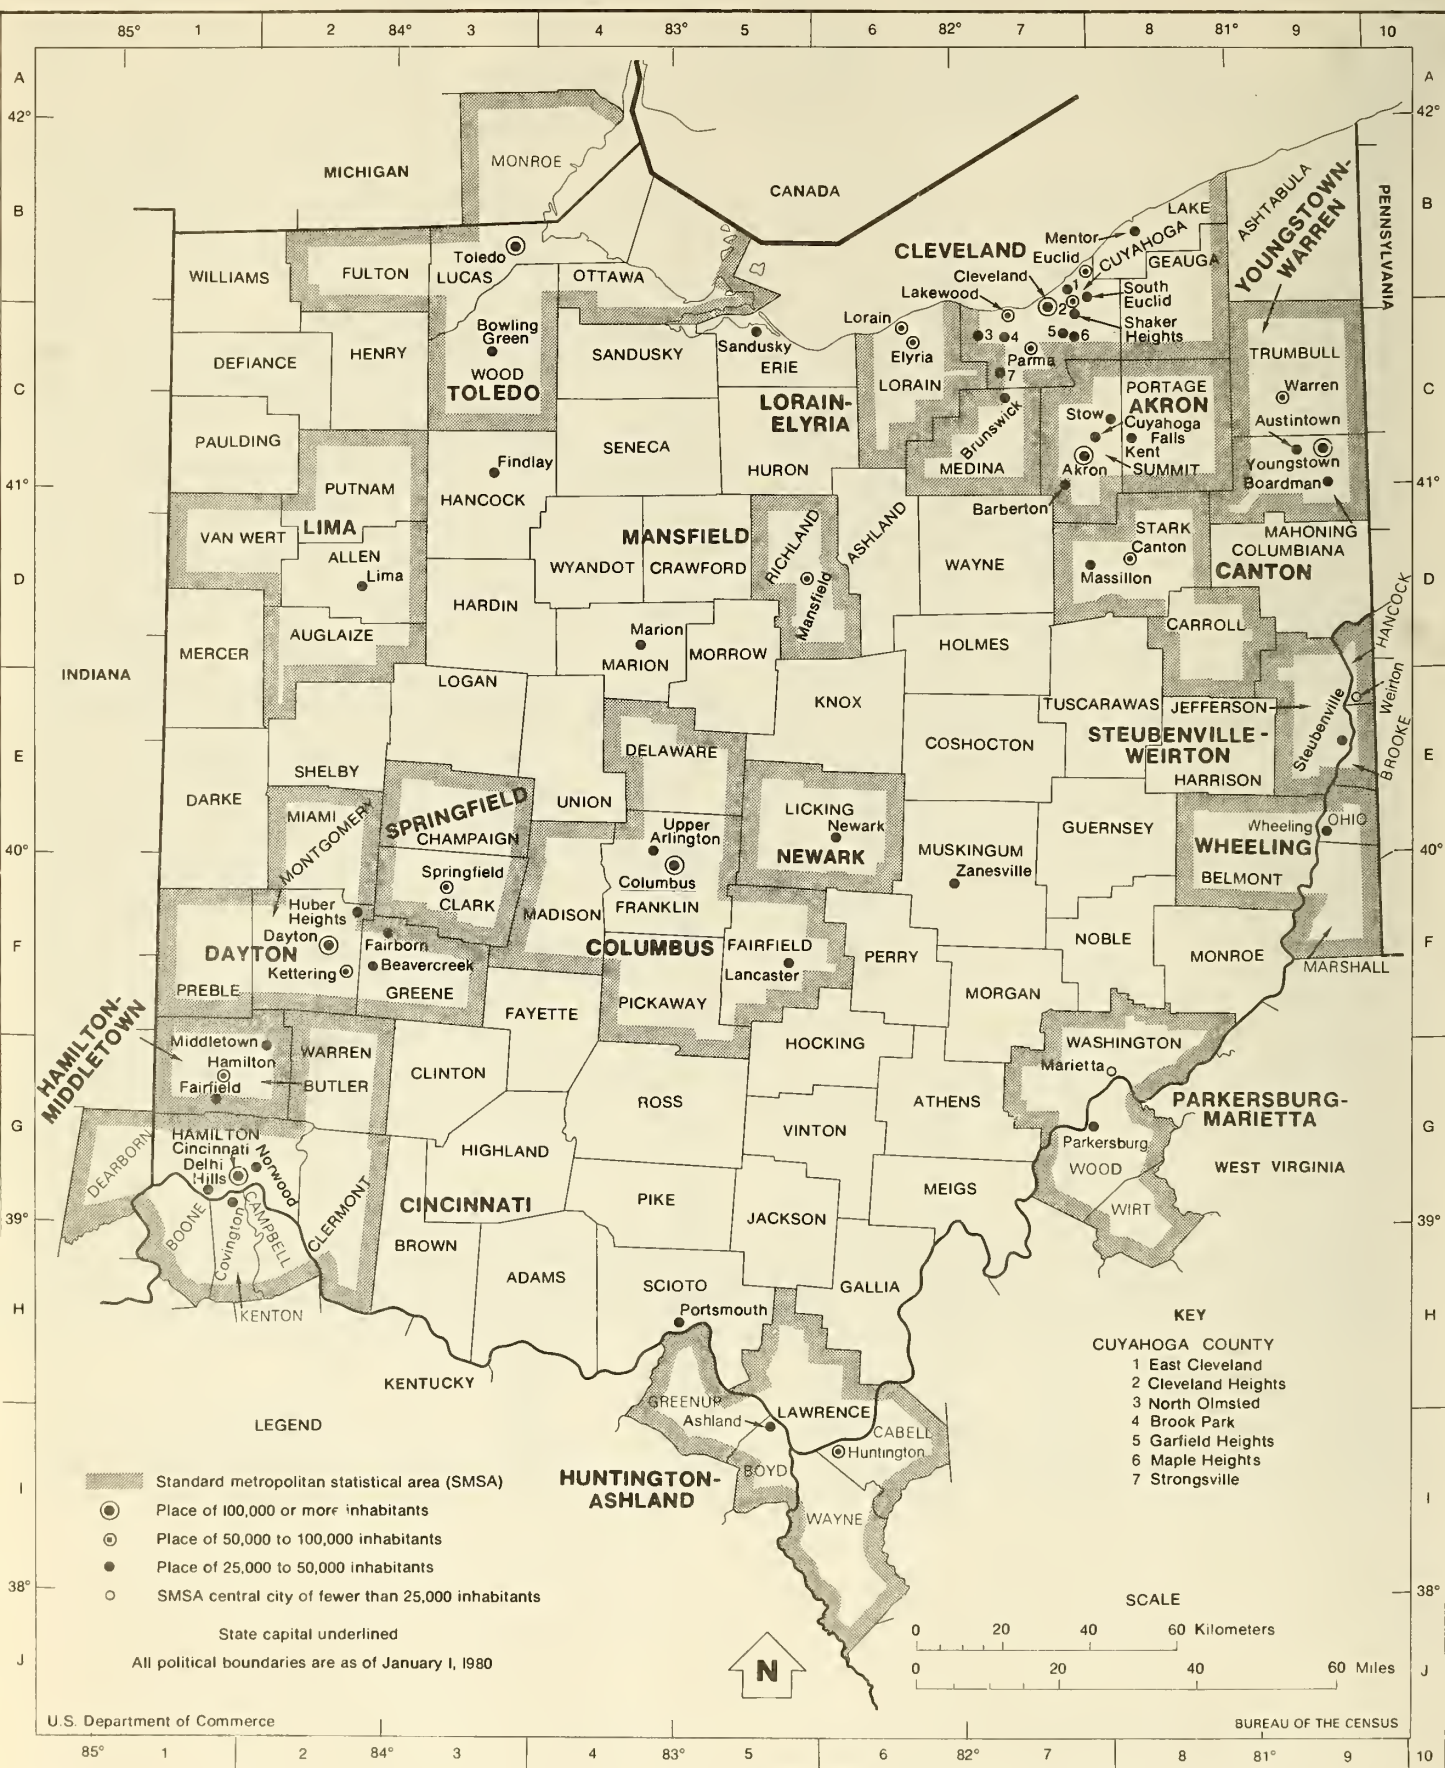 85° 1 2 84° 3 4 83° 5 6 82° 7 8 81° 9 10
A
A
42°
42°
MONROE
MICHIGAN
CANADA
PENNSYLVANIA
B
B
LAKE
ASHTABULA
YOUNGSTOWN-
WARREN
Mentor
CUYAHOGA
CLEVELAND
Euclid
GEAUGA
Toledo
Cleveland
WILLIAMS
FULTON
LUCAS
OTTAWA
Lakewood
1
South
Euclid
2
Lorain
Shaker
Heights
Bowling
Green
Sandusky
3 4
5 6
Elyria
Parma
DEFIANCE
HENRY
SANDUSKY
ERIE
TRUMBULL
WOOD
7
C
C
TOLEDO
LORAIN
PORTAGE
Warren
LORAIN-
ELYRIA
AKRON
Stow
Cuyahoga
Falls
Austintown
PAULDING
SENECA
Brunswick
Kent
Findlay
HURON
MEDINA
Akron
SUMMIT
Youngstown
Boardman
41°
41°
PUTNAM
HANCOCK
Barberton
LIMA
MANSFIELD
RICHLAND
ASHLAND
STARK
MAHONING
VAN WERT
Canton
COLUMBIANA
ALLEN
WYANDOT
CRAWFORD
WAYNE
CANTON
Lima
Massillon
D
D
HARDIN
Mansfield
HANCOCK
CARROLL
AUGLAIZE
Marion
MERCER
MARION
MORROW
HOLMES
INDIANA
LOGAN
Weirton
KNOX
TUSCARAWAS
JEFFERSON
Steubenville
DELAWARE
COSHOCTON
STEUBENVILLE-
WEIRTON
BROOKE
E
E
SHELBY
HARRISON
DARKE
SPRINGFIELD
UNION
LICKING
MIAMI
MONTGOMERY
CHAMPAIGN
Upper
Arlington
Newark
GUERNSEY
Wheeling
OHIO
40°
40°
NEWARK
MUSKINGUM
WHEELING
Springfield
Columbus
Zanesville
BELMONT
Huber
Heights
CLARK
MADISON
FRANKLIN
Dayton
F
F
DAYTON
Fairborn
COLUMBUS
FAIRFIELD
NOBLE
Kettering
Beavercreek
Lancaster
PERRY
MONROE
MARSHALL
PREBLE
GREENE
PICKAWAY
MORGAN
FAYETTE
HAMILTON-
MIDDLETOWN
Middletown
WARREN
HOCKING
WASHINGTON
Hamilton
Marietta
Fairfield
BUTLER
CLINTON
ROSS
ATHENS
PARKERSBURG-
MARIETTA
G
G
HAMILTON
VINTON
Parkersburg
DEARBORN
Cincinnati
Norwood
HIGHLAND
WOOD
WEST VIRGINIA
Delhi
Hills
MEIGS
CINCINNATI
PIKE
JACKSON
WIRT
39°
39°
BOONE
Covington
CAMPBELL
CLERMONT
BROWN
ADAMS
SCIOTO
GALLIA
H
H
KENTON
Portsmouth
KEY
CUYAHOGA COUNTY
1 East Cleveland
2 Cleveland Heights
3 North Olmsted
4 Brook Park
5 Garfield Heights
6 Maple Heights
7 Strongsville
KENTUCKY
GREENUP
LAWRENCE
Ashland
CABELL
Huntington
BOYD
HUNTINGTON-
ASHLAND
WAYNE
I
I
LEGEND
Standard metropolitan statistical area (SMSA)
Place of 100,000 or more inhabitants
Place of 50,000 to 100,000 inhabitants
Place of 25,000 to 50,000 inhabitants
38°
38°
SMSA central city of fewer than 25,000 inhabitants
State capital underlined
All political boundaries are as of January 1, 1980
SCALE
0 20 40 60 Kilometers
0 20 40 60 Miles
J
J
N
U.S. Department of Commerce
BUREAU OF THE CENSUS
85° 1 2 84° 3 4 83° 5 6 82° 7 8 81° 9 10